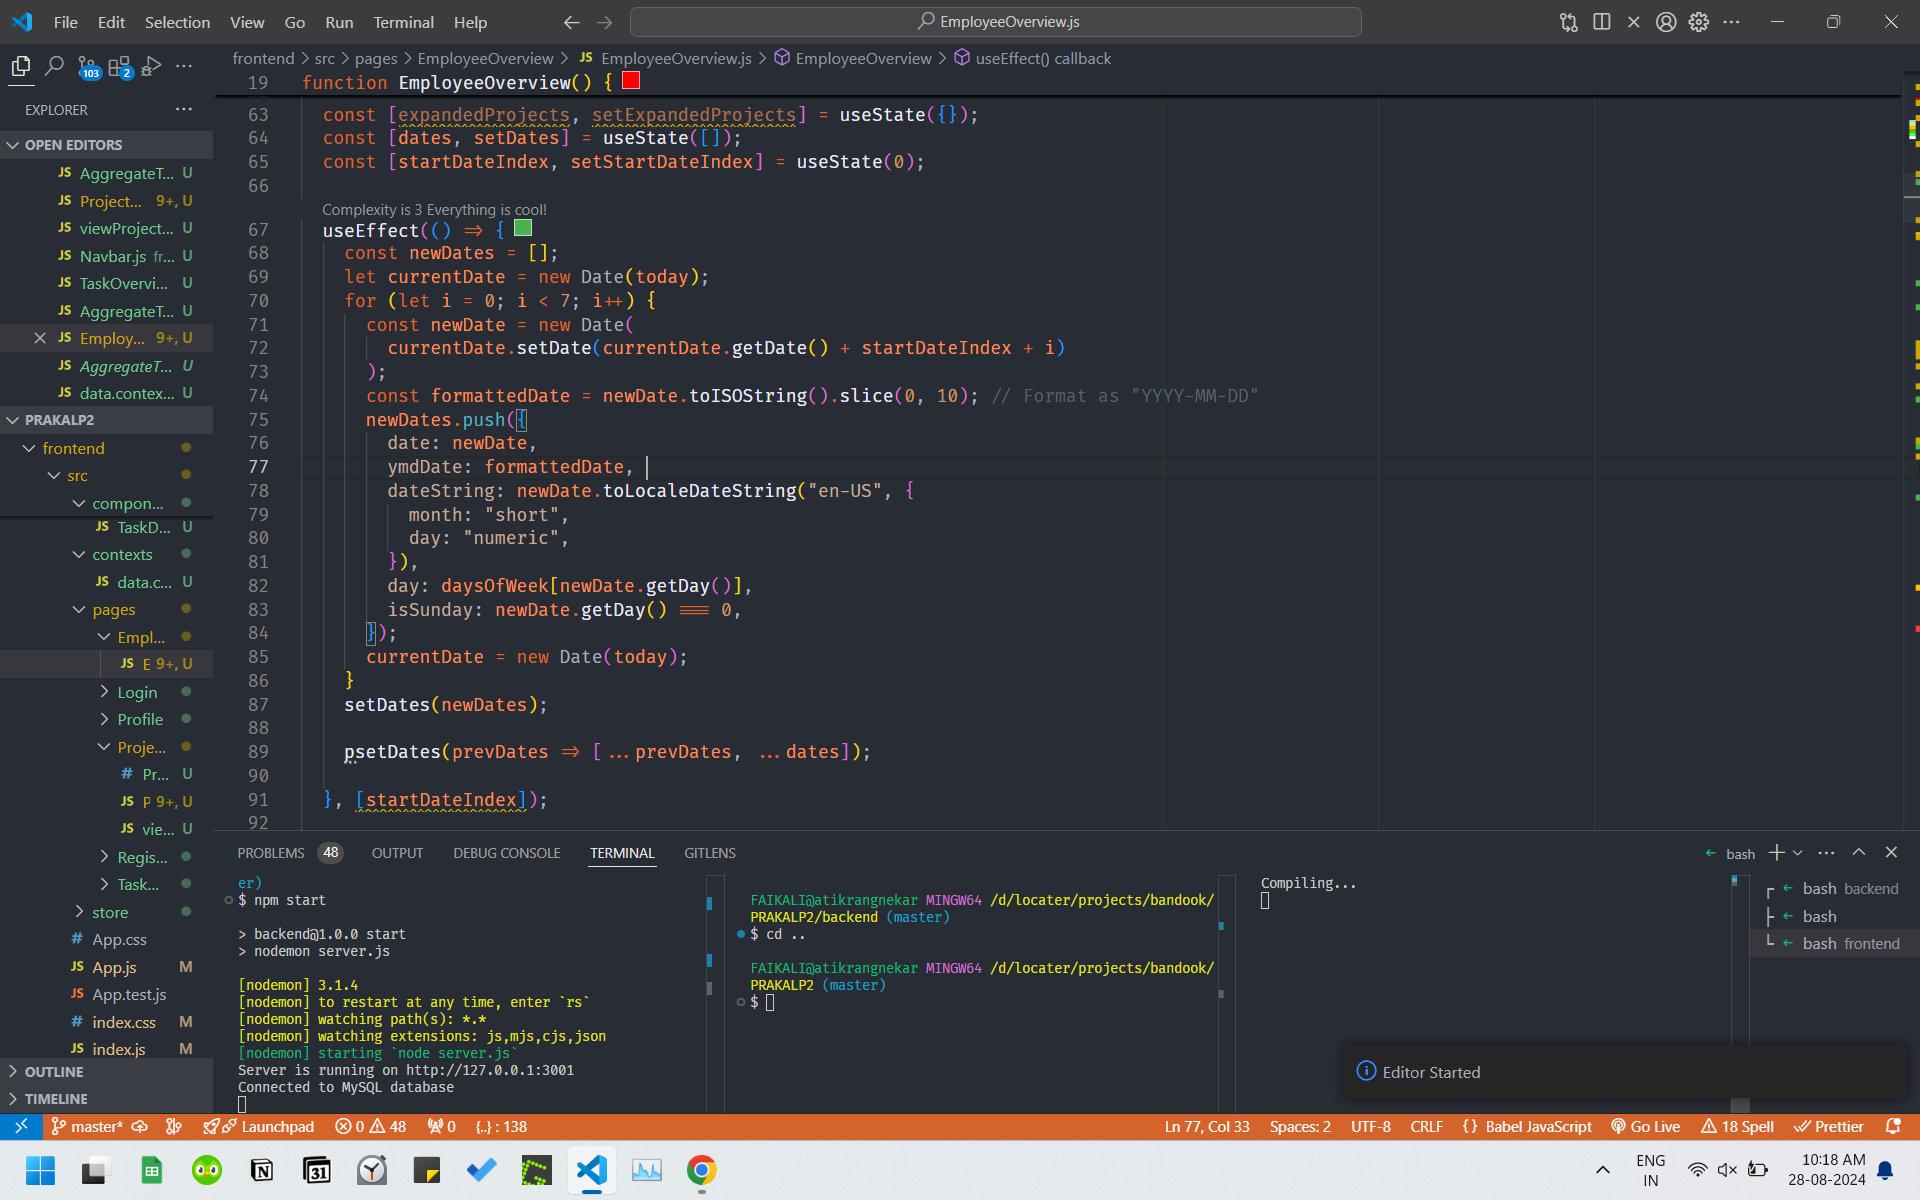 File Edit Selection View Go Run Terminal Help
EmployeeOverview.js
103
2
EXPLORER
OPEN EDITORS
JS AggregateT... U
JS Project... 9+, U
JS viewProject... U
JS Navbar.js fr... U
JS TaskOvervi... U
JS AggregateT... U
JS Employ... 9+, U
JS AggregateT... U
JS data.contex... U
PRAKALP2
frontend
src
compon...
JS TaskD... U
contexts
JS data.c... U
pages
Empl...
JS E 9+, U
Login
Profile
Proje...
# Pr... U
JS P 9+, U
JS vie... U
Regis...
Task...
store
# App.css
JS App.js M
JS App.test.js
# index.css M
JS index.js M
OUTLINE
TIMELINE
frontend > src > pages > EmployeeOverview > JS EmployeeOverview.js > EmployeeOverview > useEffect() callback
19 function EmployeeOverview() {
63 const [expandedProjects, setExpandedProjects] = useState({});
64 const [dates, setDates] = useState([]);
65 const [startDateIndex, setStartDateIndex] = useState(0);
66
Complexity is 3 Everything is cool!
67 useEffect(() => {
68 const newDates = [];
69 let currentDate = new Date(today);
70 for (let i = 0; i < 7; i++) {
71 const newDate = new Date(
72 currentDate.setDate(currentDate.getDate() + startDateIndex + i)
73 );
74 const formattedDate = newDate.toISOString().slice(0, 10); // Format as "YYYY-MM-DD"
75 newDates.push({
76 date: newDate,
77 ymdDate: formattedDate,
78 dateString: newDate.toLocaleDateString("en-US", {
79 month: "short",
80 day: "numeric",
81 }),
82 day: daysOfWeek[newDate.getDay()],
83 isSunday: newDate.getDay() === 0,
84 });
85 currentDate = new Date(today);
86 }
87 setDates(newDates);
88
89 psetDates(prevDates => [...prevDates, ...dates]);
90
91 }, [startDateIndex]);
92
PROBLEMS 48 OUTPUT DEBUG CONSOLE TERMINAL GITLENS
bash
er)
$ npm start
> backend@1.0.0 start
> nodemon server.js
[nodemon] 3.1.4
[nodemon] to restart at any time, enter `rs`
[nodemon] watching path(s): *.*
[nodemon] watching extensions: js,mjs,cjs,json
[nodemon] starting `node server.js`
Server is running on http://127.0.0.1:3001
Connected to MySQL database
FAIKALI@atikrangnekar MINGW64 /d/locater/projects/bandook/
PRAKALP2/backend (master)
$ cd ..
FAIKALI@atikrangnekar MINGW64 /d/locater/projects/bandook/
PRAKALP2 (master)
$
Compiling...
bash backend
bash
bash frontend
Editor Started
master* Launchpad 0 48 0 {..} : 138
Ln 77, Col 33 Spaces: 2 UTF-8 CRLF {} Babel JavaScript Go Live 18 Spell Prettier
31
ENG
IN
10:18 AM
28-08-2024